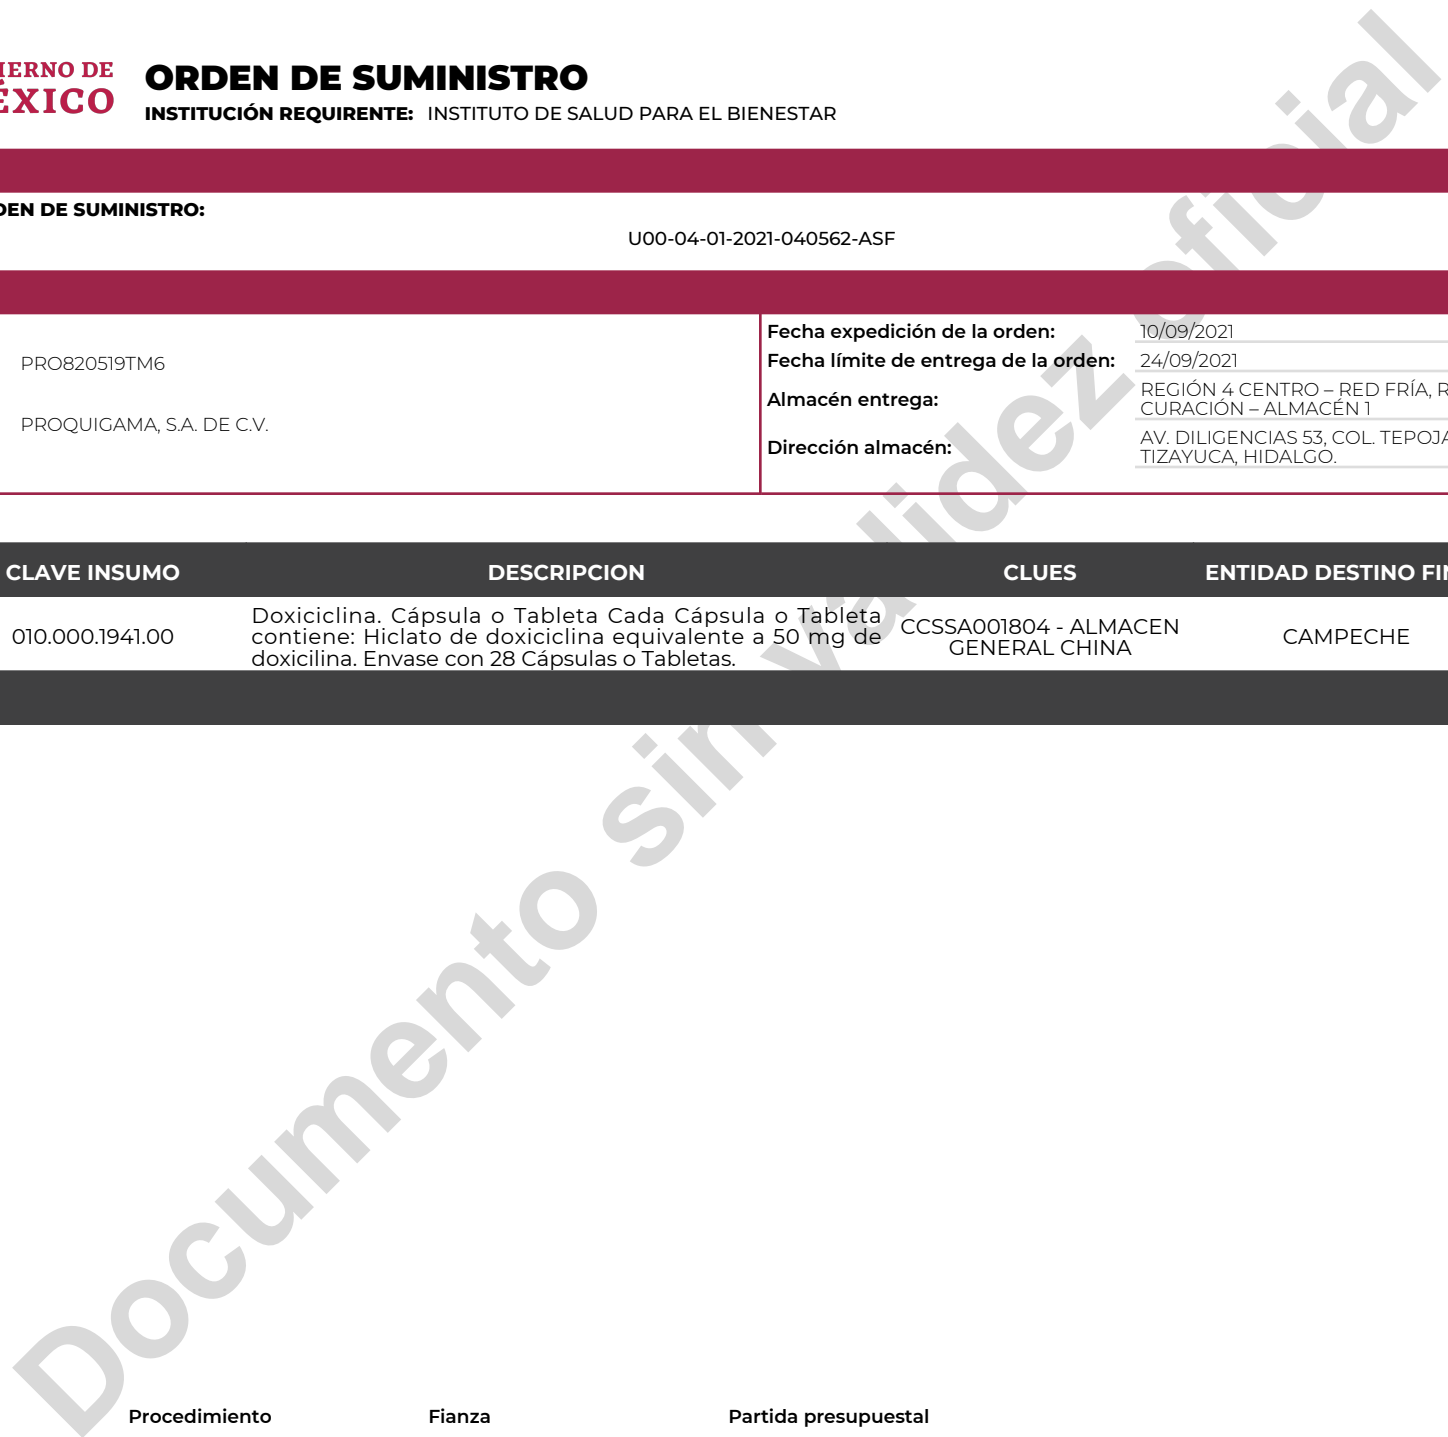 IERNO DE
ÉXICO
ORDEN DE SUMINISTRO
INSTITUCIÓN REQUIRENTE: INSTITUTO DE SALUD PARA EL BIENESTAR
DEN DE SUMINISTRO:
U00-04-01-2021-040562-ASF
PRO820519TM6
PROQUIGAMA, S.A. DE C.V.
Fecha expedición de la orden: 10/09/2021
Fecha límite de entrega de la orden: 24/09/2021
Almacén entrega: REGIÓN 4 CENTRO – RED FRÍA, R
CURACIÓN – ALMACÉN 1
Dirección almacén: AV. DILIGENCIAS 53, COL. TEPOJA
TIZAYUCA, HIDALGO.
CLAVE INSUMO DESCRIPCION CLUES ENTIDAD DESTINO FIN
010.000.1941.00
Doxiciclina. Cápsula o Tableta Cada Cápsula o Tableta
contiene: Hiclato de doxiciclina equivalente a 50 mg de
doxicilina. Envase con 28 Cápsulas o Tabletas.
CCSSA001804 - ALMACEN
GENERAL CHINA
CAMPECHE
Documento sin validez oficial
Procedimiento Fianza Partida presupuestal